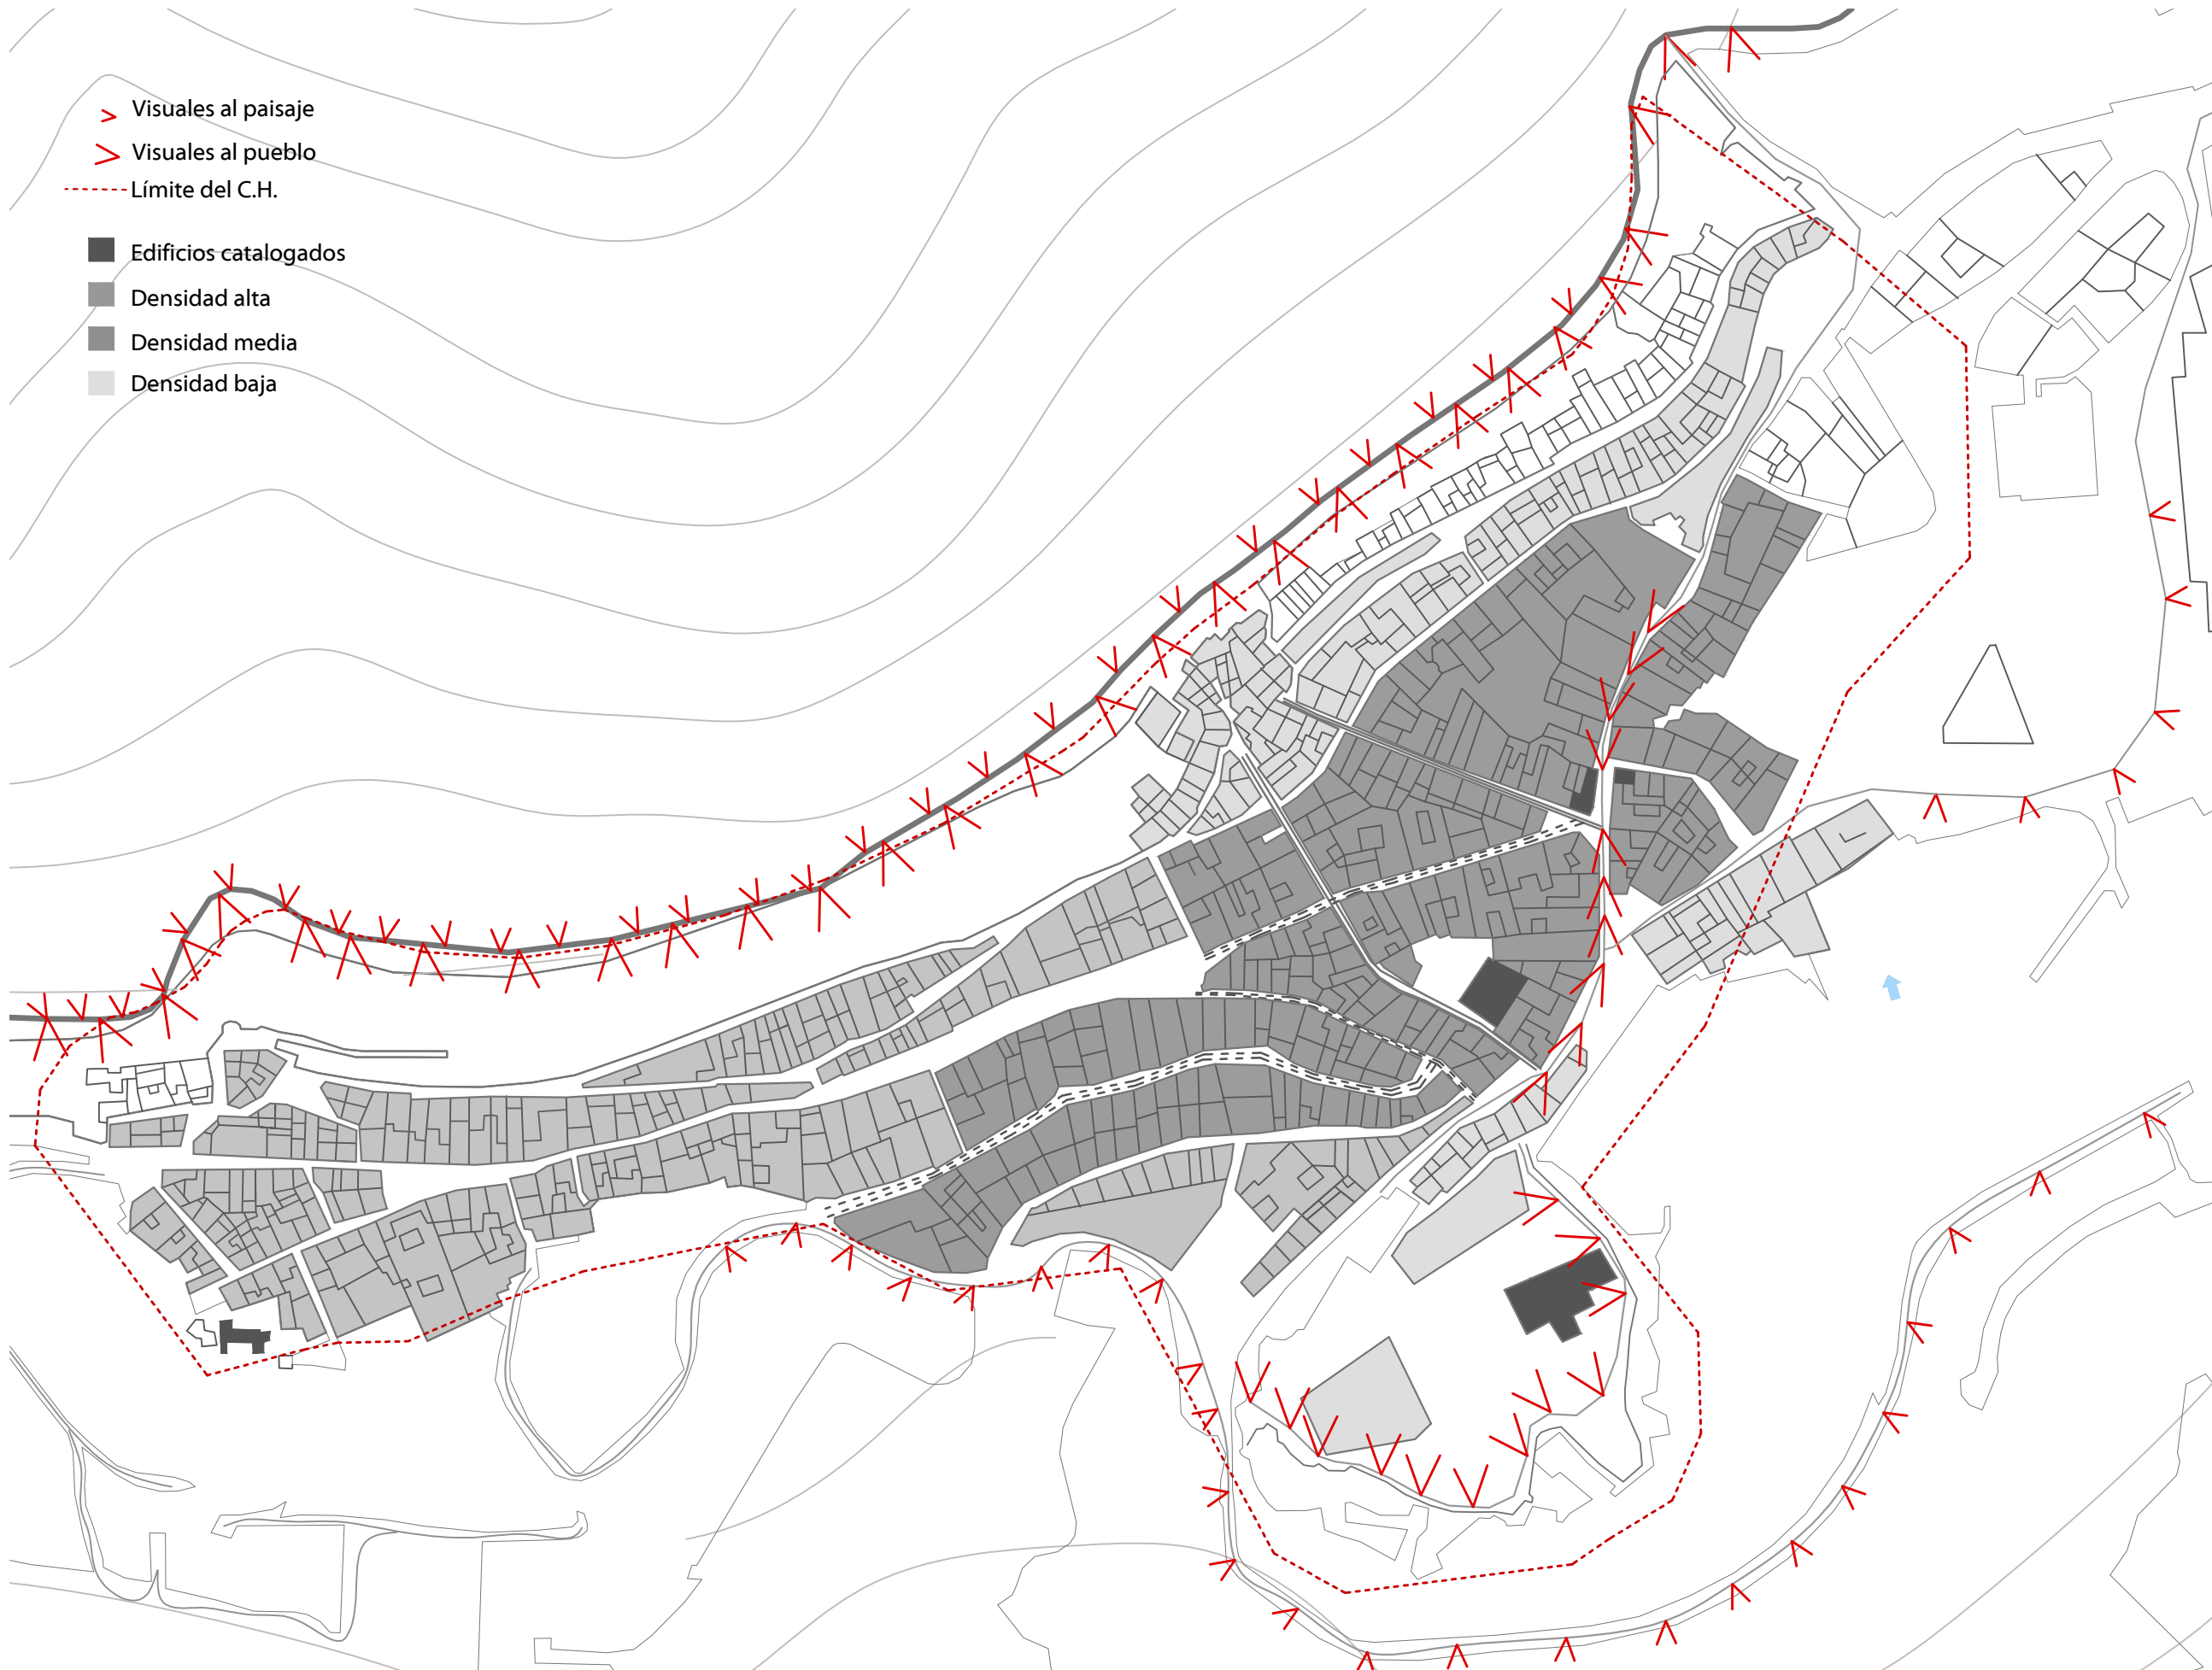 Visuales al paisaje
Visuales al pueblo
Límite del C.H.
Edificios catalogados
Densidad alta
Densidad media
Densidad baja